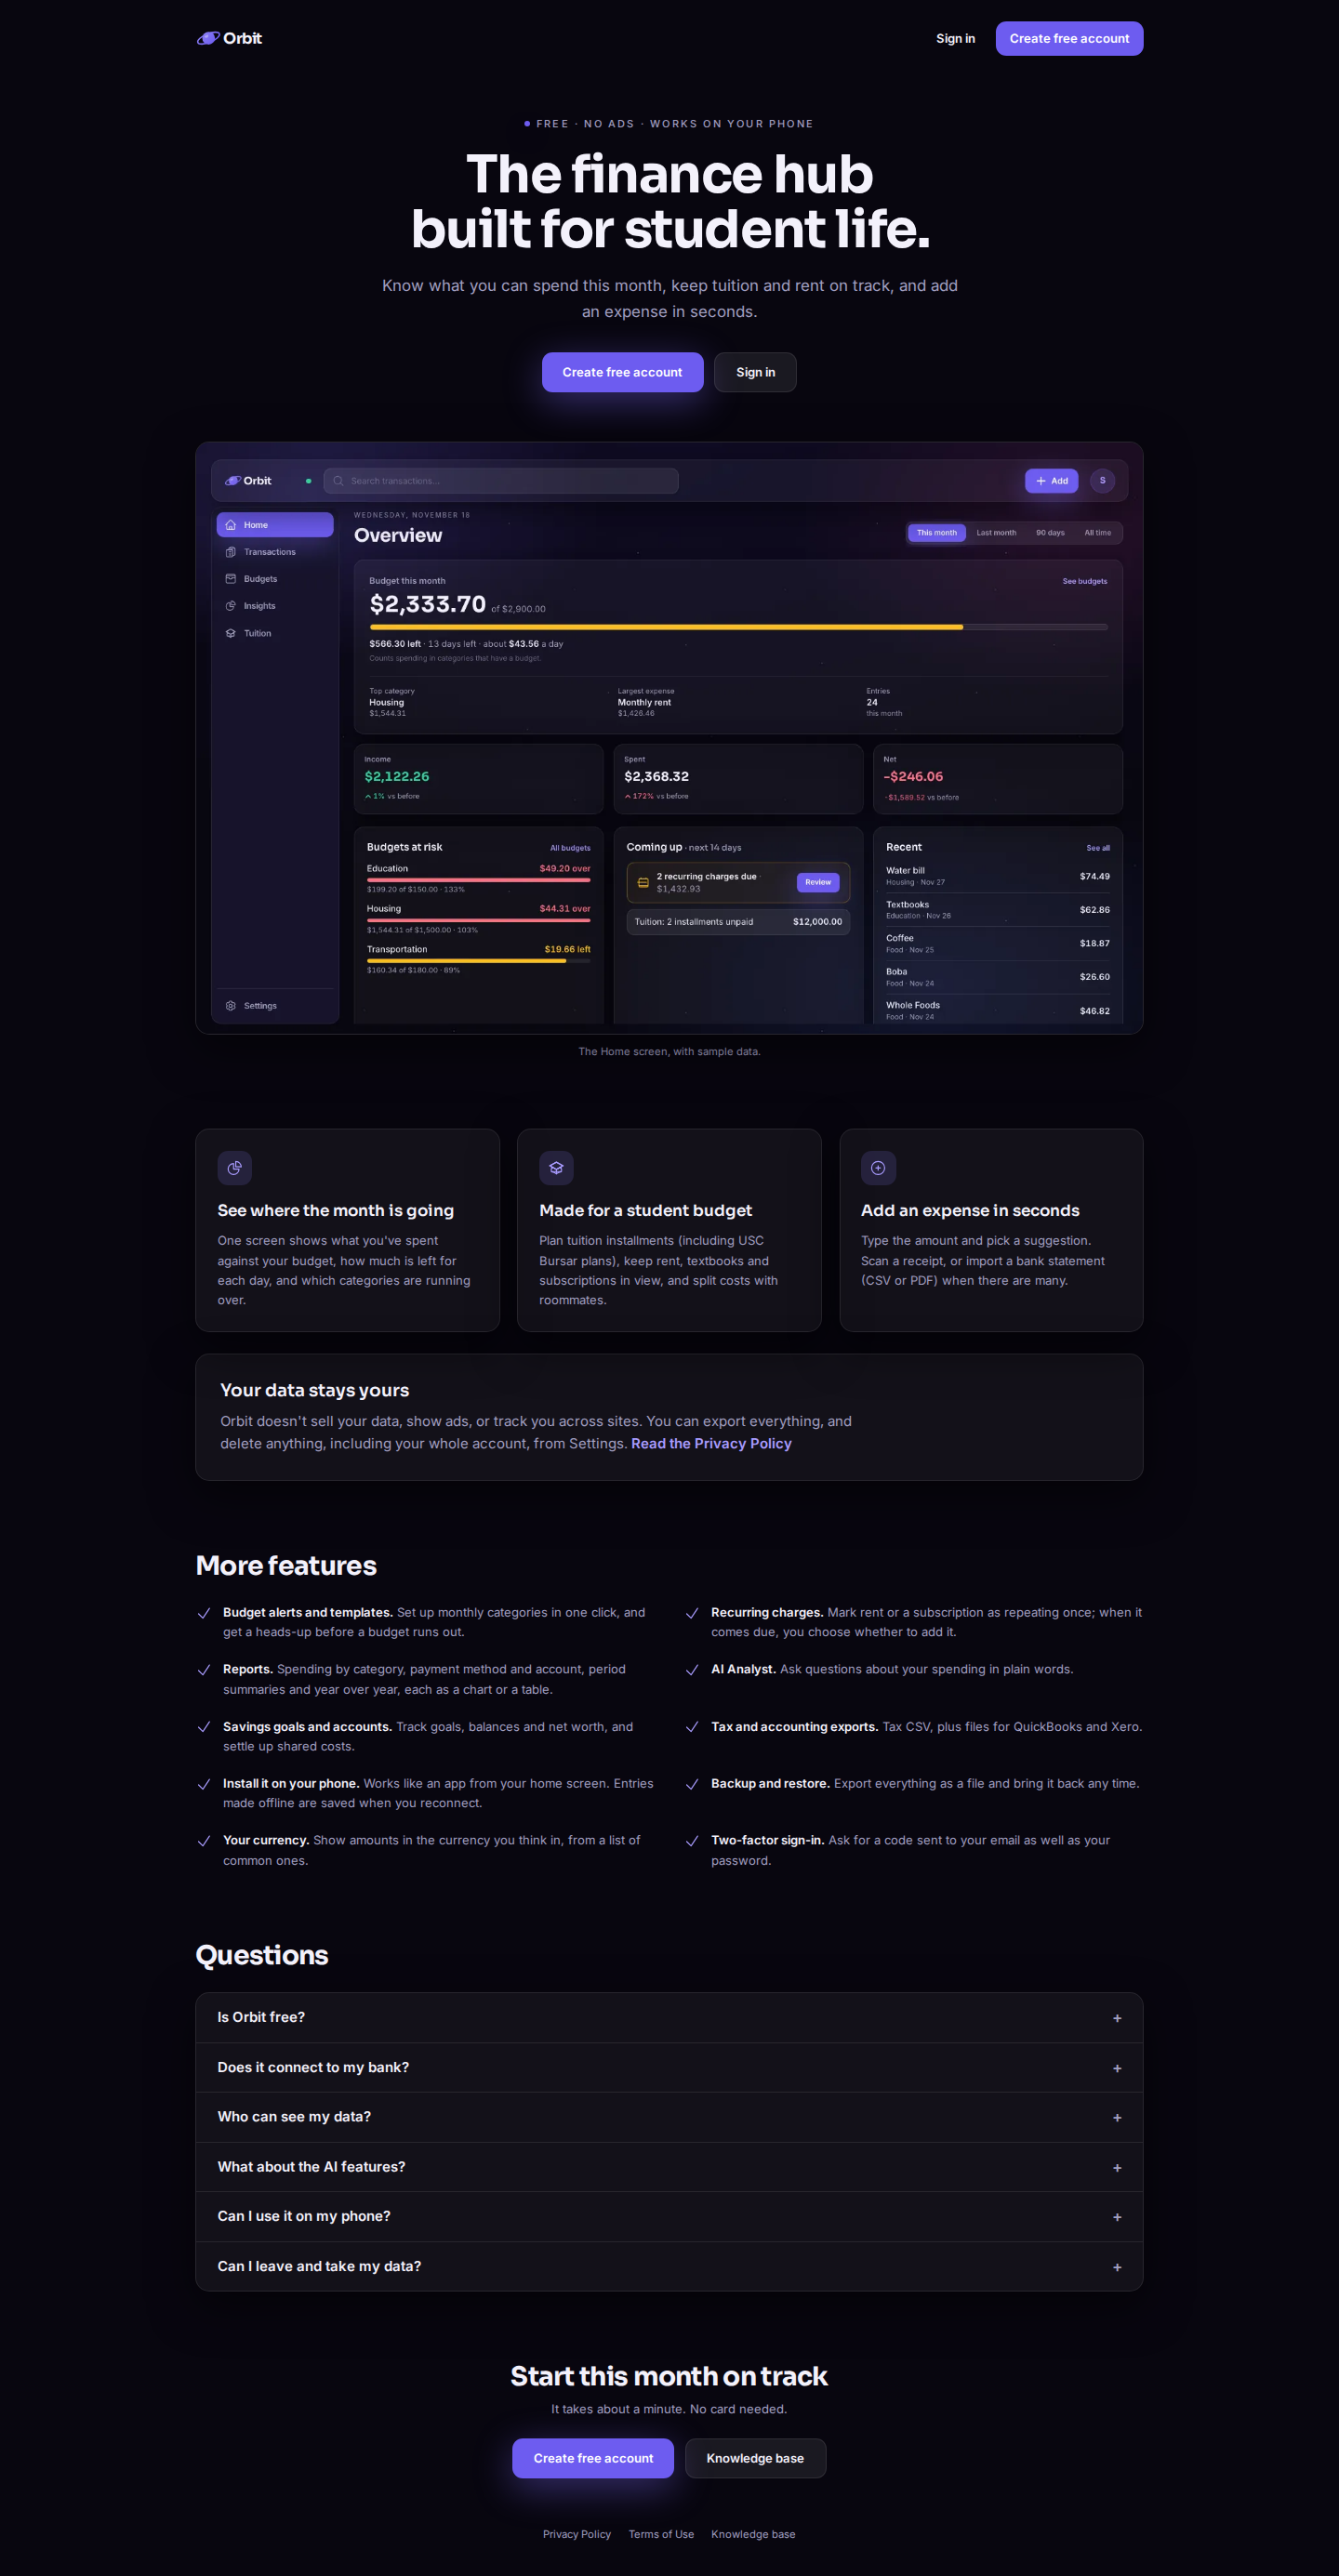 Orbit
Sign in
Create free account
FREE · NO ADS · WORKS ON YOUR PHONE
The finance hub
built for student life.
Know what you can spend this month, keep tuition and rent on track, and add
an expense in seconds.
Create free account
Sign in
Orbit
Search transactions...
+ Add
S
Home
Transactions
Budgets
Insights
Tuition
Settings
WEDNESDAY, NOVEMBER 18
Overview
This month
Last month
90 days
All time
Budget this month
See budgets
$2,333.70 of $2,900.00
$566.30 left · 13 days left · about $43.56 a day
Counts spending in categories that have a budget.
Top category
Housing
$1,544.31
Largest expense
Monthly rent
$1,426.46
Entries
24
this month
Income
$2,122.26
1% vs before
Spent
$2,368.32
172% vs before
Net
-$246.06
-$1,589.52 vs before
Budgets at risk
All budgets
Education
$49.20 over
$199.20 of $150.00 · 133%
Housing
$44.31 over
$1,544.31 of $1,500.00 · 103%
Transportation
$19.66 left
$160.34 of $180.00 · 89%
Coming up · next 14 days
2 recurring charges due ·
$1,432.93
Review
Tuition: 2 installments unpaid
$12,000.00
Recent
See all
Water bill
Housing · Nov 27
$74.49
Textbooks
Education · Nov 26
$62.86
Coffee
Food · Nov 25
$18.87
Boba
Food · Nov 24
$26.60
Whole Foods
Food · Nov 24
$46.82
The Home screen, with sample data.
See where the month is going
One screen shows what you've spent
against your budget, how much is left for
each day, and which categories are running
over.
Made for a student budget
Plan tuition installments (including USC
Bursar plans), keep rent, textbooks and
subscriptions in view, and split costs with
roommates.
Add an expense in seconds
Type the amount and pick a suggestion.
Scan a receipt, or import a bank statement
(CSV or PDF) when there are many.
Your data stays yours
Orbit doesn't sell your data, show ads, or track you across sites. You can export everything, and
delete anything, including your whole account, from Settings. Read the Privacy Policy
More features
Budget alerts and templates. Set up monthly categories in one click, and
get a heads-up before a budget runs out.
Recurring charges. Mark rent or a subscription as repeating once; when it
comes due, you choose whether to add it.
Reports. Spending by category, payment method and account, period
summaries and year over year, each as a chart or a table.
AI Analyst. Ask questions about your spending in plain words.
Savings goals and accounts. Track goals, balances and net worth, and
settle up shared costs.
Tax and accounting exports. Tax CSV, plus files for QuickBooks and Xero.
Install it on your phone. Works like an app from your home screen. Entries
made offline are saved when you reconnect.
Backup and restore. Export everything as a file and bring it back any time.
Your currency. Show amounts in the currency you think in, from a list of
common ones.
Two-factor sign-in. Ask for a code sent to your email as well as your
password.
Questions
Is Orbit free?
+
Does it connect to my bank?
+
Who can see my data?
+
What about the AI features?
+
Can I use it on my phone?
+
Can I leave and take my data?
+
Start this month on track
It takes about a minute. No card needed.
Create free account
Knowledge base
Privacy Policy
Terms of Use
Knowledge base